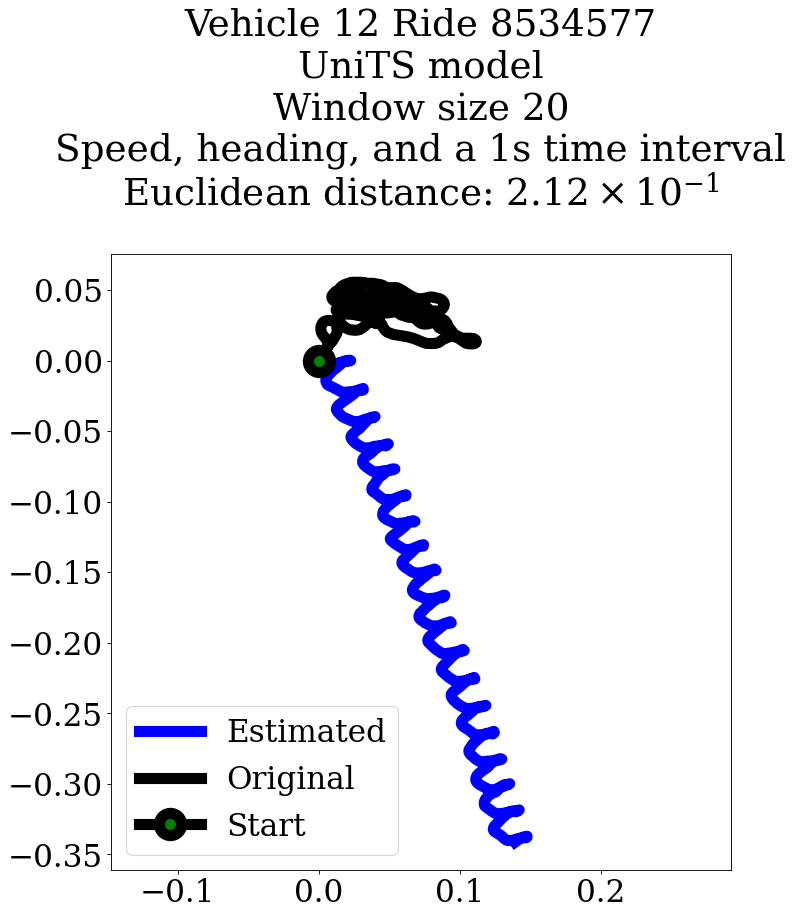 Vehicle 12 Ride 8534577
UniTS model
Window size 20
Speed, heading, and a 1s time interval
Euclidean distance: 2.12 × 10⁻¹
0.05
0.00
−0.05
−0.10
−0.15
−0.20
−0.25
−0.30
−0.35
Estimated
Original
Start
−0.1
0.0
0.1
0.2